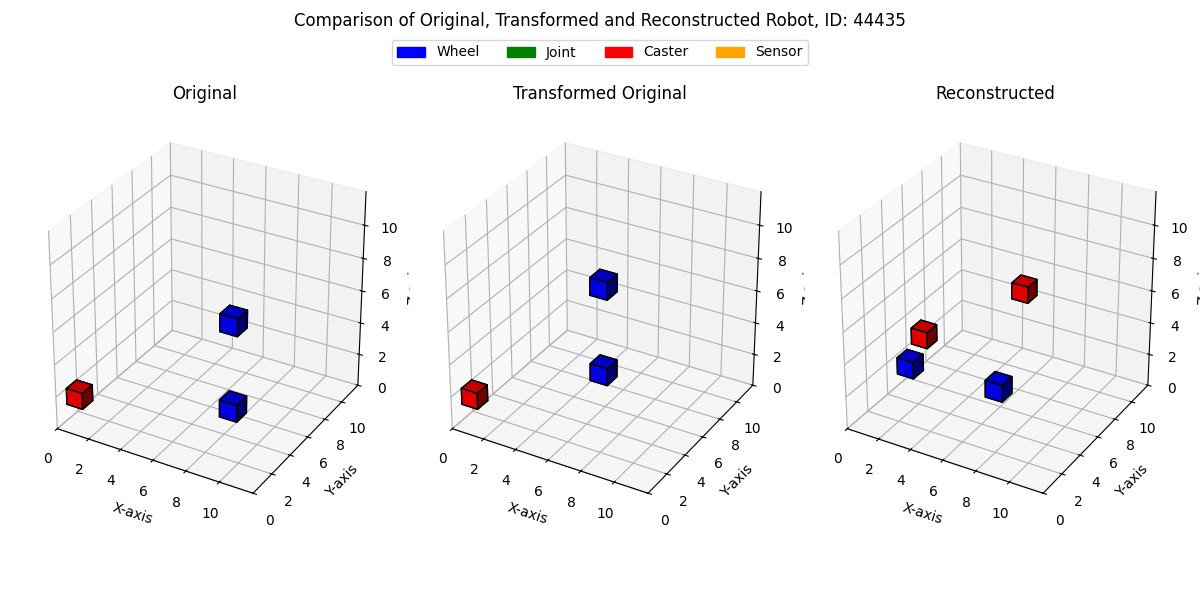 Comparison of Original, Transformed and Reconstructed Robot, ID: 44435
Wheel Joint Caster Sensor
Original
Transformed Original
Reconstructed
0 2 4 6 8 10
X-axis
0 2 4 6 8 10
Y-axis
0 2 4 6 8 10
0 2 4 6 8 10
X-axis
0 2 4 6 8 10
Y-axis
0 2 4 6 8 10
0 2 4 6 8 10
X-axis
0 2 4 6 8 10
Y-axis
0 2 4 6 8 10